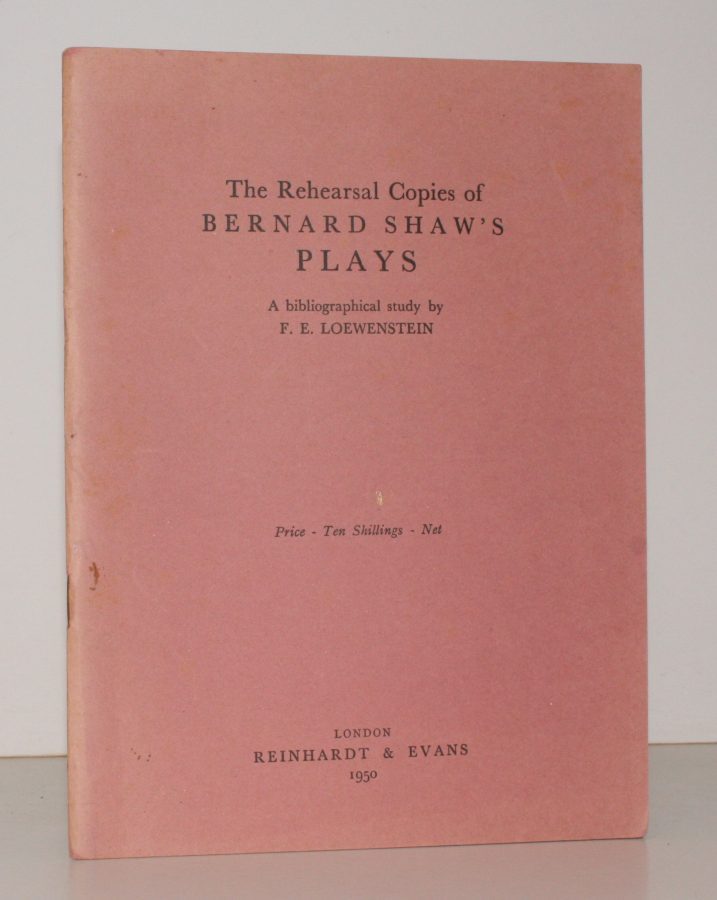 The Rehearsal Copies of
BERNARD SHAW'S
PLAYS
A bibliographical study by
F. E. LOEWENSTEIN
Price - Ten Shillings - Net
LONDON
REINHARDT & EVANS
1950